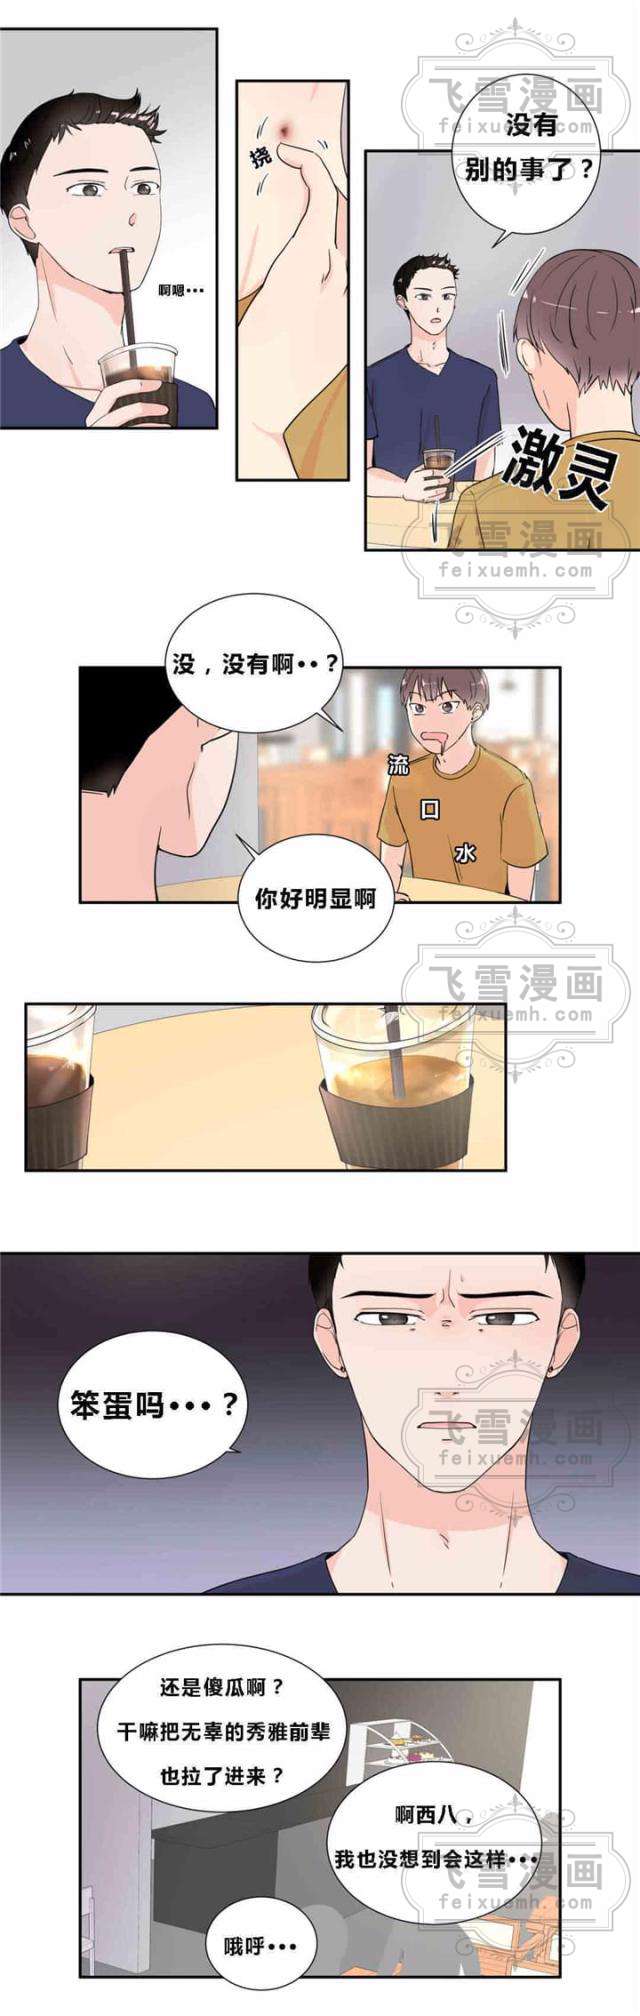 飞雪漫画
feixuemh.com
没有
别的事了？
挠
啊嗯•••
激灵
飞雪漫画
feixuemh.com
没，没有啊••？
流
口
水
你好明显啊
飞雪漫画
feixuemh.com
笨蛋吗•••？
飞雪漫画
feixuemh.com
还是傻瓜啊？
干嘛把无辜的秀雅前辈
也拉了进来？
啊西八，
我也没想到会这样•••
飞雪漫画
feixuemh.com
哦呼•••